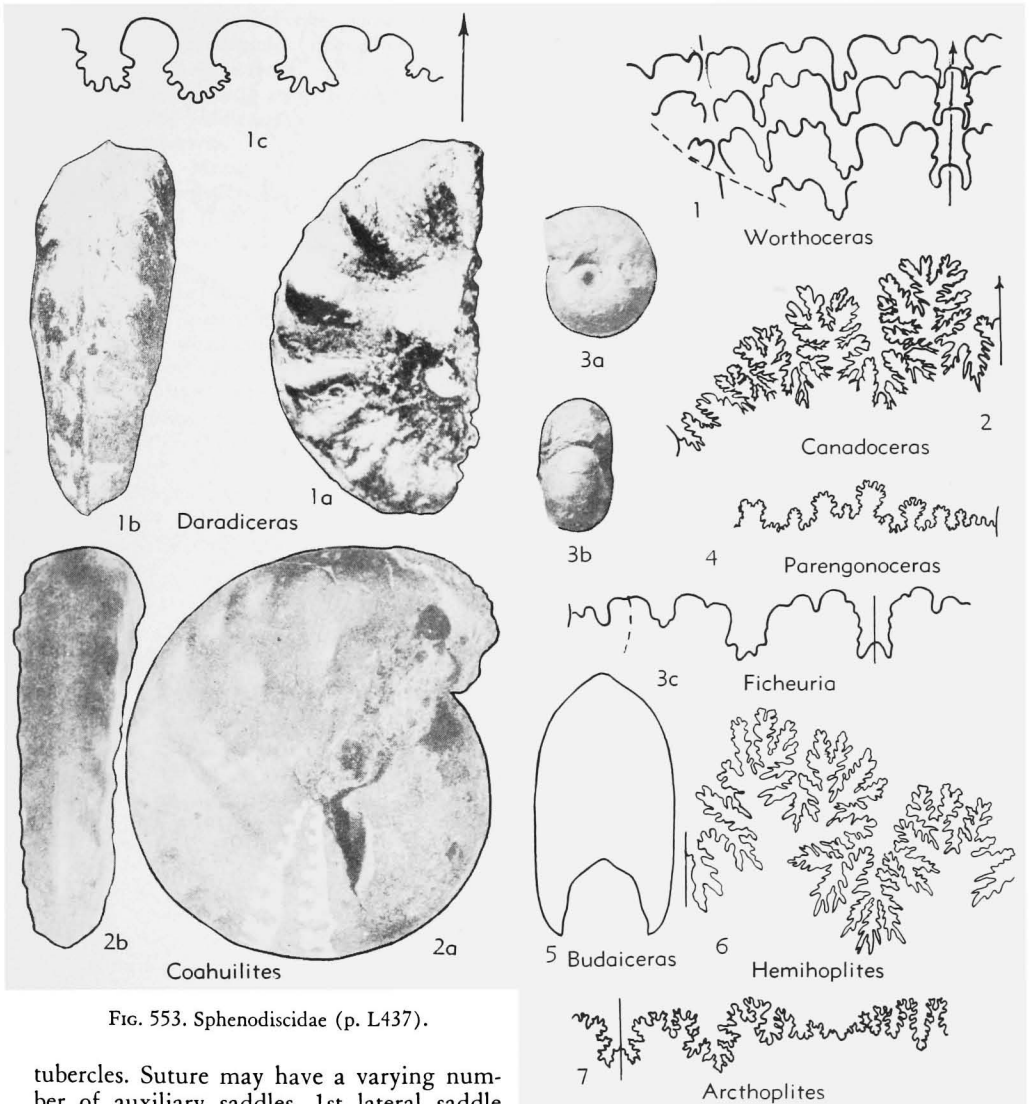 1c
1b
Daradiceras
1a
2b
Coahuilites
2a
FIG. 553. Sphenodiscidae (p. L437).
tubercles. Suture may have a varying num-
ber of auxiliary saddles, 1st lateral saddle
1
Worthoceras
3a
Canadoceras
2
3b
4
Parengonoceras
3c
Ficheuria
5
Budaiceras
6
Hemihoplites
7
Arcthoplites